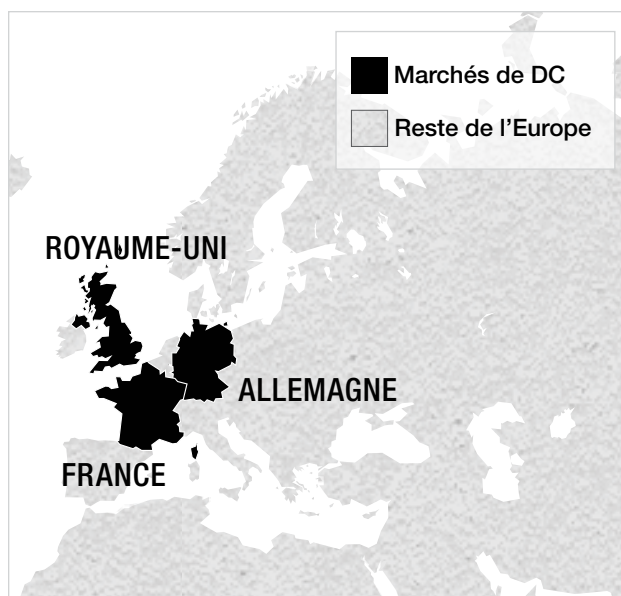 Marchés de DC
Reste de l’Europe
ROYAUME-UNI
ALLEMAGNE
FRANCE